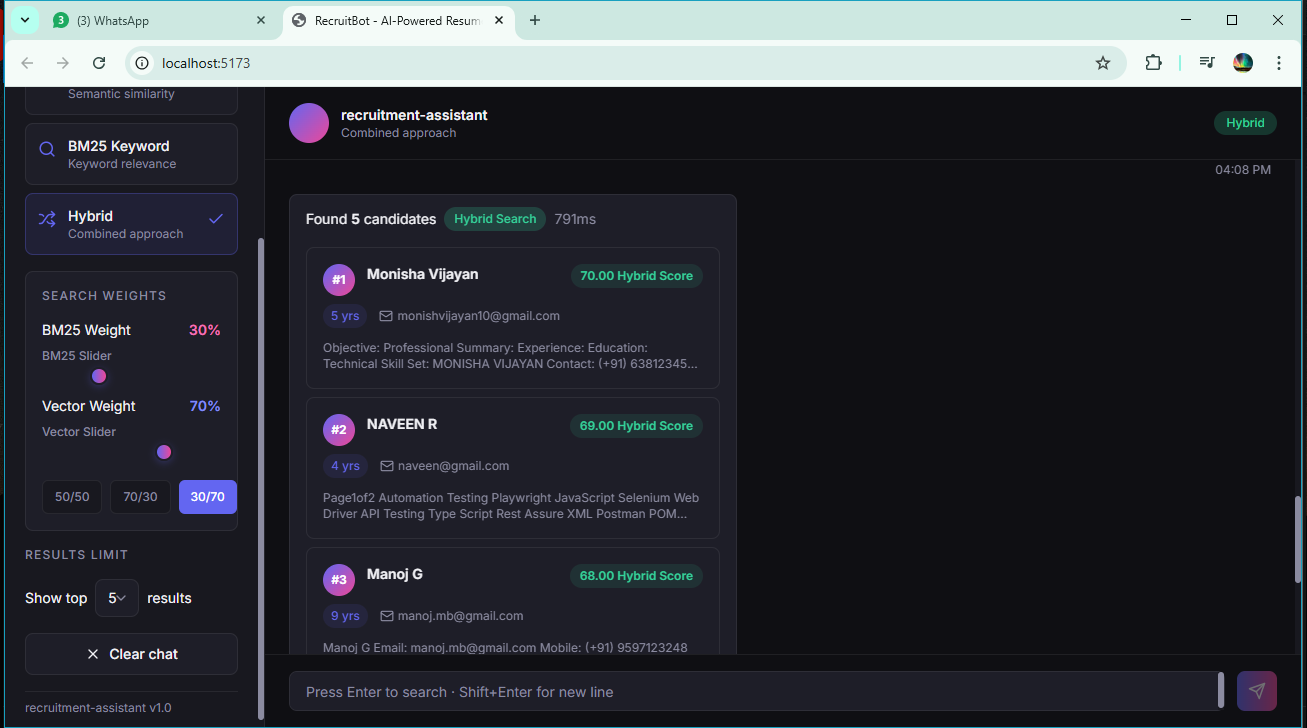 3 (3) WhatsApp
RecruitBot - AI-Powered Resum
localhost:5173
Semantic similarity
BM25 Keyword
Keyword relevance
Hybrid
Combined approach
SEARCH WEIGHTS
BM25 Weight 30%
BM25 Slider
Vector Weight 70%
Vector Slider
50/50 70/30 30/70
RESULTS LIMIT
Show top 5 results
Clear chat
recruitment-assistant v1.0
recruitment-assistant
Combined approach
Hybrid
04:08 PM
Found 5 candidates Hybrid Search 791ms
#1 Monisha Vijayan 70.00 Hybrid Score
5 yrs monishvijayan10@gmail.com
Objective: Professional Summary: Experience: Education:
Technical Skill Set: MONISHA VIJAYAN Contact: (+91) 63812345...
#2 NAVEEN R 69.00 Hybrid Score
4 yrs naveen@gmail.com
Page1of2 Automation Testing Playwright JavaScript Selenium Web
Driver API Testing Type Script Rest Assure XML Postman POM...
#3 Manoj G 68.00 Hybrid Score
9 yrs manoj.mb@gmail.com
Manoj G Email: manoj.mb@gmail.com Mobile: (+91) 9597123248
Press Enter to search · Shift+Enter for new line